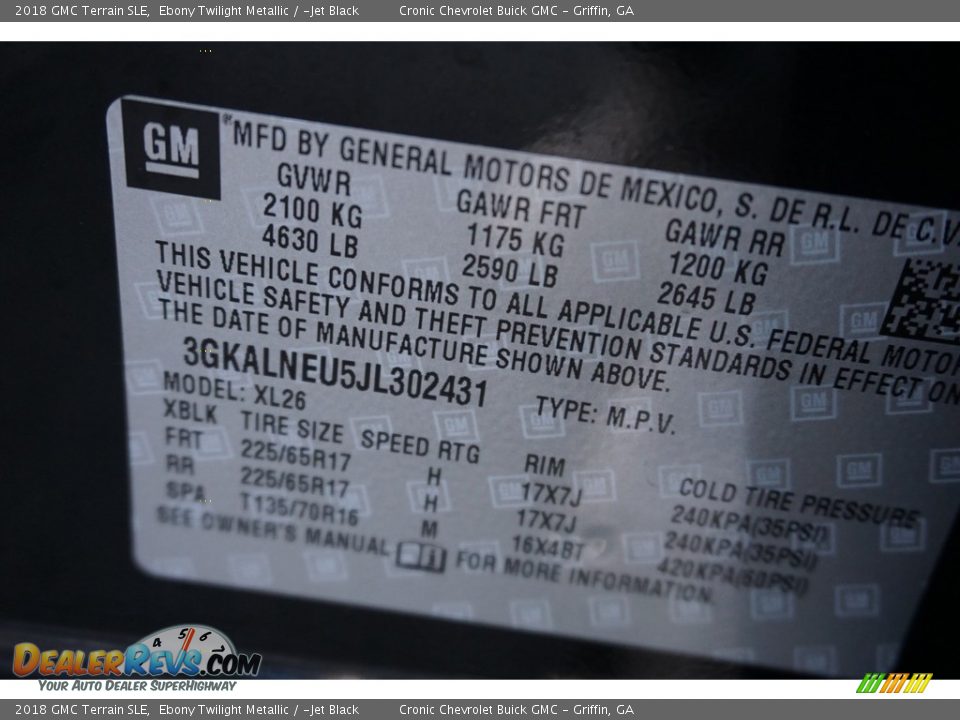 2018 GMC Terrain SLE, Ebony Twilight Metallic / -Jet Black Cronic Chevrolet Buick GMC - Griffin, GA
GM
MFD BY GENERAL MOTORS DE MEXICO, S. DE R.L. DE C.V.
GVWR GAWR FRT GAWR RR
2100 KG 1175 KG 1200 KG
4630 LB 2590 LB 2645 LB
THIS VEHICLE CONFORMS TO ALL APPLICABLE U.S. FEDERAL MOTOR
VEHICLE SAFETY AND THEFT PREVENTION STANDARDS IN EFFECT ON
THE DATE OF MANUFACTURE SHOWN ABOVE.
3GKALNEU5JL302431 TYPE: M.P.V.
MODEL: XL26
XBLK TIRE SIZE SPEED RTG RIM COLD TIRE PRESSURE
FRT 225/65R17 H 17X7J 240KPA(35PSI)
RR 225/65R17 H 17X7J 240KPA(35PSI)
SPA T135/70R16 M 16X4BT 420KPA(60PSI)
SEE OWNER'S MANUAL FOR MORE INFORMATION.
4 5 6
DEALERREVS.COM
YOUR AUTO DEALER SUPERHIGHWAY
2018 GMC Terrain SLE, Ebony Twilight Metallic / -Jet Black Cronic Chevrolet Buick GMC - Griffin, GA